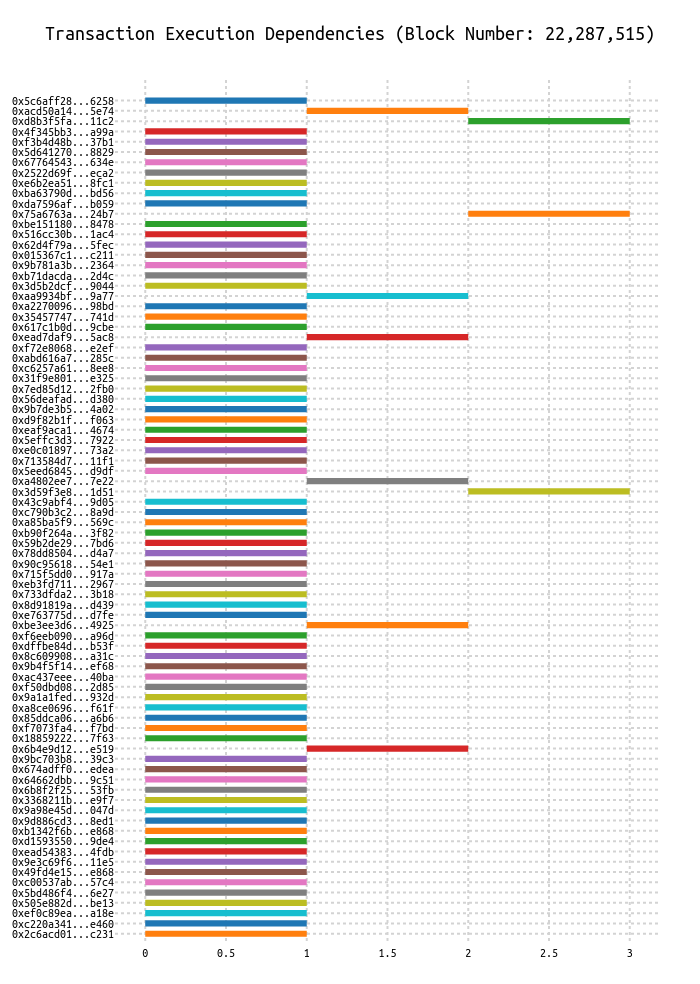 Transaction Execution Dependencies (Block Number: 22,287,515)
0x5c6aff28...6258
0xacd50a14...5e74
0xd8b3f5fa...11c2
0x4f345bb3...a99a
0xf3b4d48b...37b1
0x5d641270...8829
0x67764543...634e
0x2522d69f...eca2
0xe6b2ea51...8fc1
0xba63790d...bd56
0xda7596af...b059
0x75a6763a...24b7
0xbe151180...8478
0x516cc30b...1ac4
0x62d4f79a...5fec
0x015367c1...c211
0x9b781a3b...2364
0xb71dacda...2d4c
0x3d5b2dcf...9044
0xaa9934bf...9a77
0xa2270096...98bd
0x35457747...741d
0x617c1b0d...9cbe
0xead7daf9...5ac8
0xf72e8068...e2ef
0xabd616a7...285c
0xc6257a61...8ee8
0x31f9e801...e325
0x7ed85d12...2fb0
0x56deafad...d380
0x9b7de3b5...4a02
0xd9f82b1f...f063
0xeaf9aca1...4674
0x5effc3d3...7922
0xe0c01897...73a2
0x713584d7...11f1
0x5eed6845...d9df
0xa4802ee7...7e22
0x3d59f3e8...1d51
0x43c9abf4...9d05
0xc790b3c2...8a9d
0xa85ba5f9...569c
0xb90f264a...3f82
0x59b2de29...7bd6
0x78dd8504...d4a7
0x90c95618...54e1
0x715f5dd0...917a
0xeb3fd711...2967
0x733dfda2...3b18
0x8d91819a...d439
0xe763775d...d7fe
0xbe3ee3d6...4925
0xf6eeb090...a96d
0xdffbe84d...b53f
0x8c609908...a31c
0x9b4f5f14...ef68
0xac437eee...40ba
0xf50dbd08...2d85
0x9a1a1fed...932d
0xa8ce0696...f61f
0x85ddca06...a6b6
0xf7073fa4...f7bd
0x18859222...7f63
0x6b4e9d12...e519
0x9bc703b8...39c3
0x674adff0...edea
0x64662dbb...9c51
0x6b8f2f25...53fb
0x3368211b...e9f7
0x9a98e45d...047d
0x9d886cd3...8ed1
0xb1342f6b...e868
0xd1593550...9de4
0xead54383...4fdb
0x9e3c69f6...11e5
0x49fd4e15...e868
0xc00537ab...57c4
0x5bd486f4...6e27
0x505e882d...be13
0xef0c89ea...a18e
0xc220a341...e460
0x2c6acd01...c231
0 0.5 1 1.5 2 2.5 3